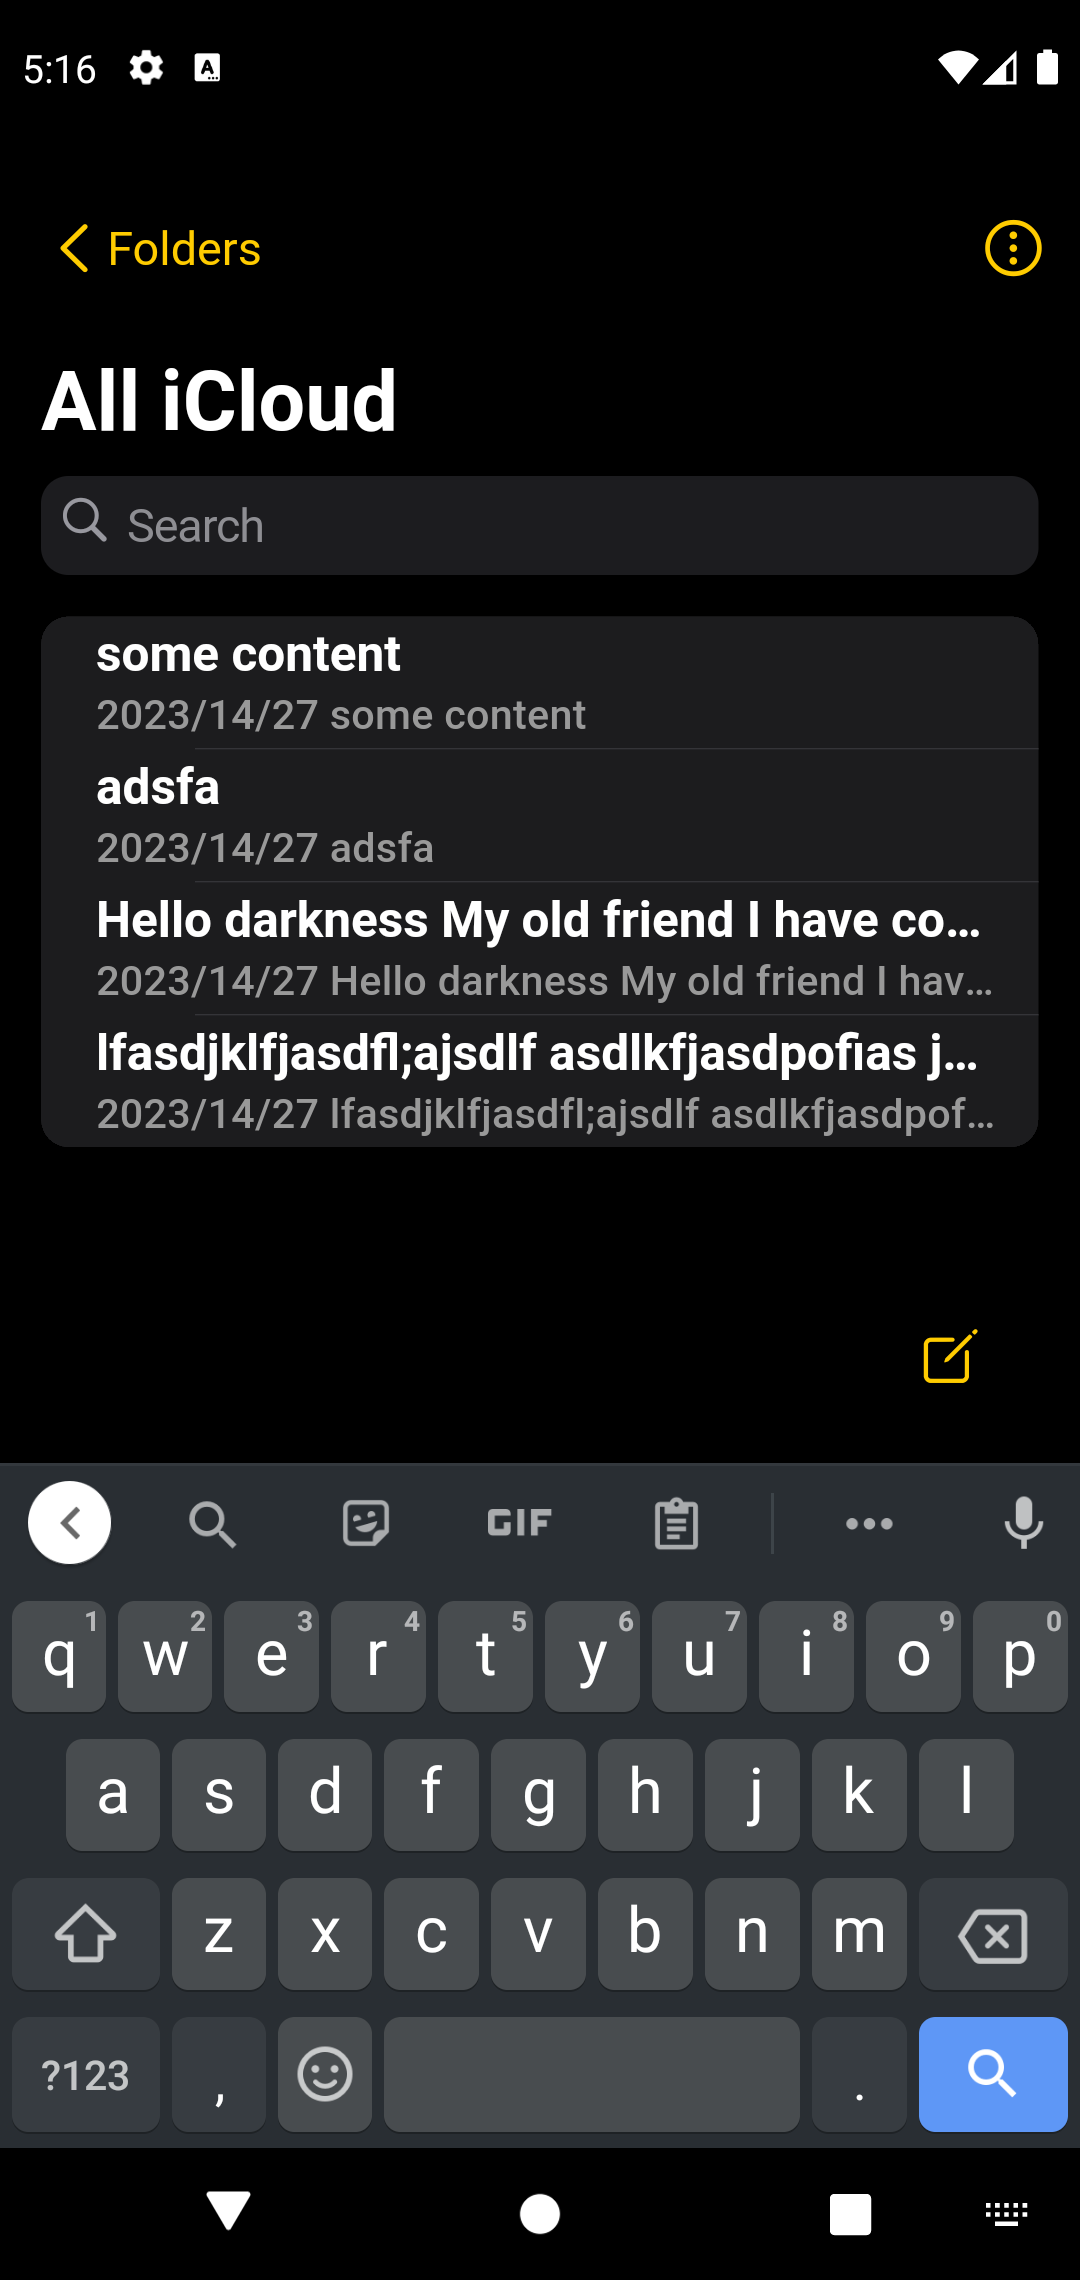 5:16
Folders
All iCloud
Search
some content
2023/14/27 some content
adsfa
2023/14/27 adsfa
Hello darkness My old friend I have co...
2023/14/27 Hello darkness My old friend I hav...
lfasdjklfjasdfl;ajsdlf asdlkfjasdpofias j...
2023/14/27 lfasdjklfjasdfl;ajsdlf asdlkfjasdpof...
GIF
q 1 w 2 e 3 r 4 t 5 y 6 u 7 i 8 o 9 p 0
a s d f g h j k l
z x c v b n m
?123 , .